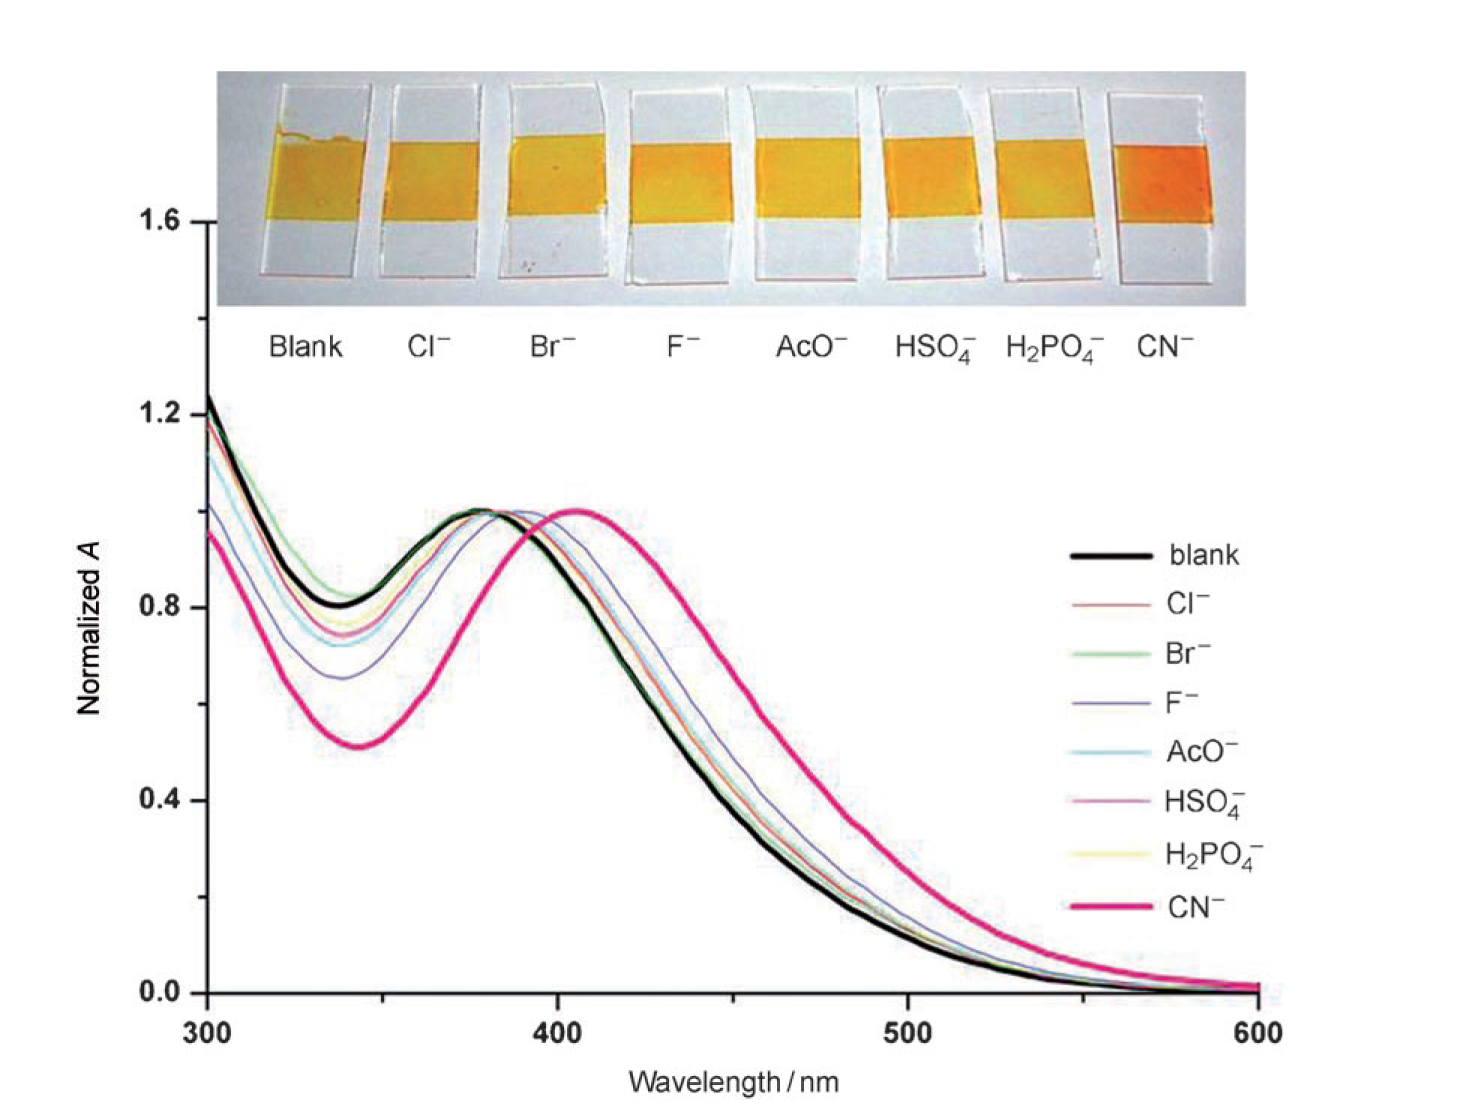 Blank Cl⁻ Br⁻ F⁻ AcO⁻ HSO₄⁻ H₂PO₄⁻ CN⁻
1.6
1.2
0.8
0.4
0.0
Normalized A
300 400 500 600
Wavelength / nm
blank
Cl⁻
Br⁻
F⁻
AcO⁻
HSO₄⁻
H₂PO₄⁻
CN⁻